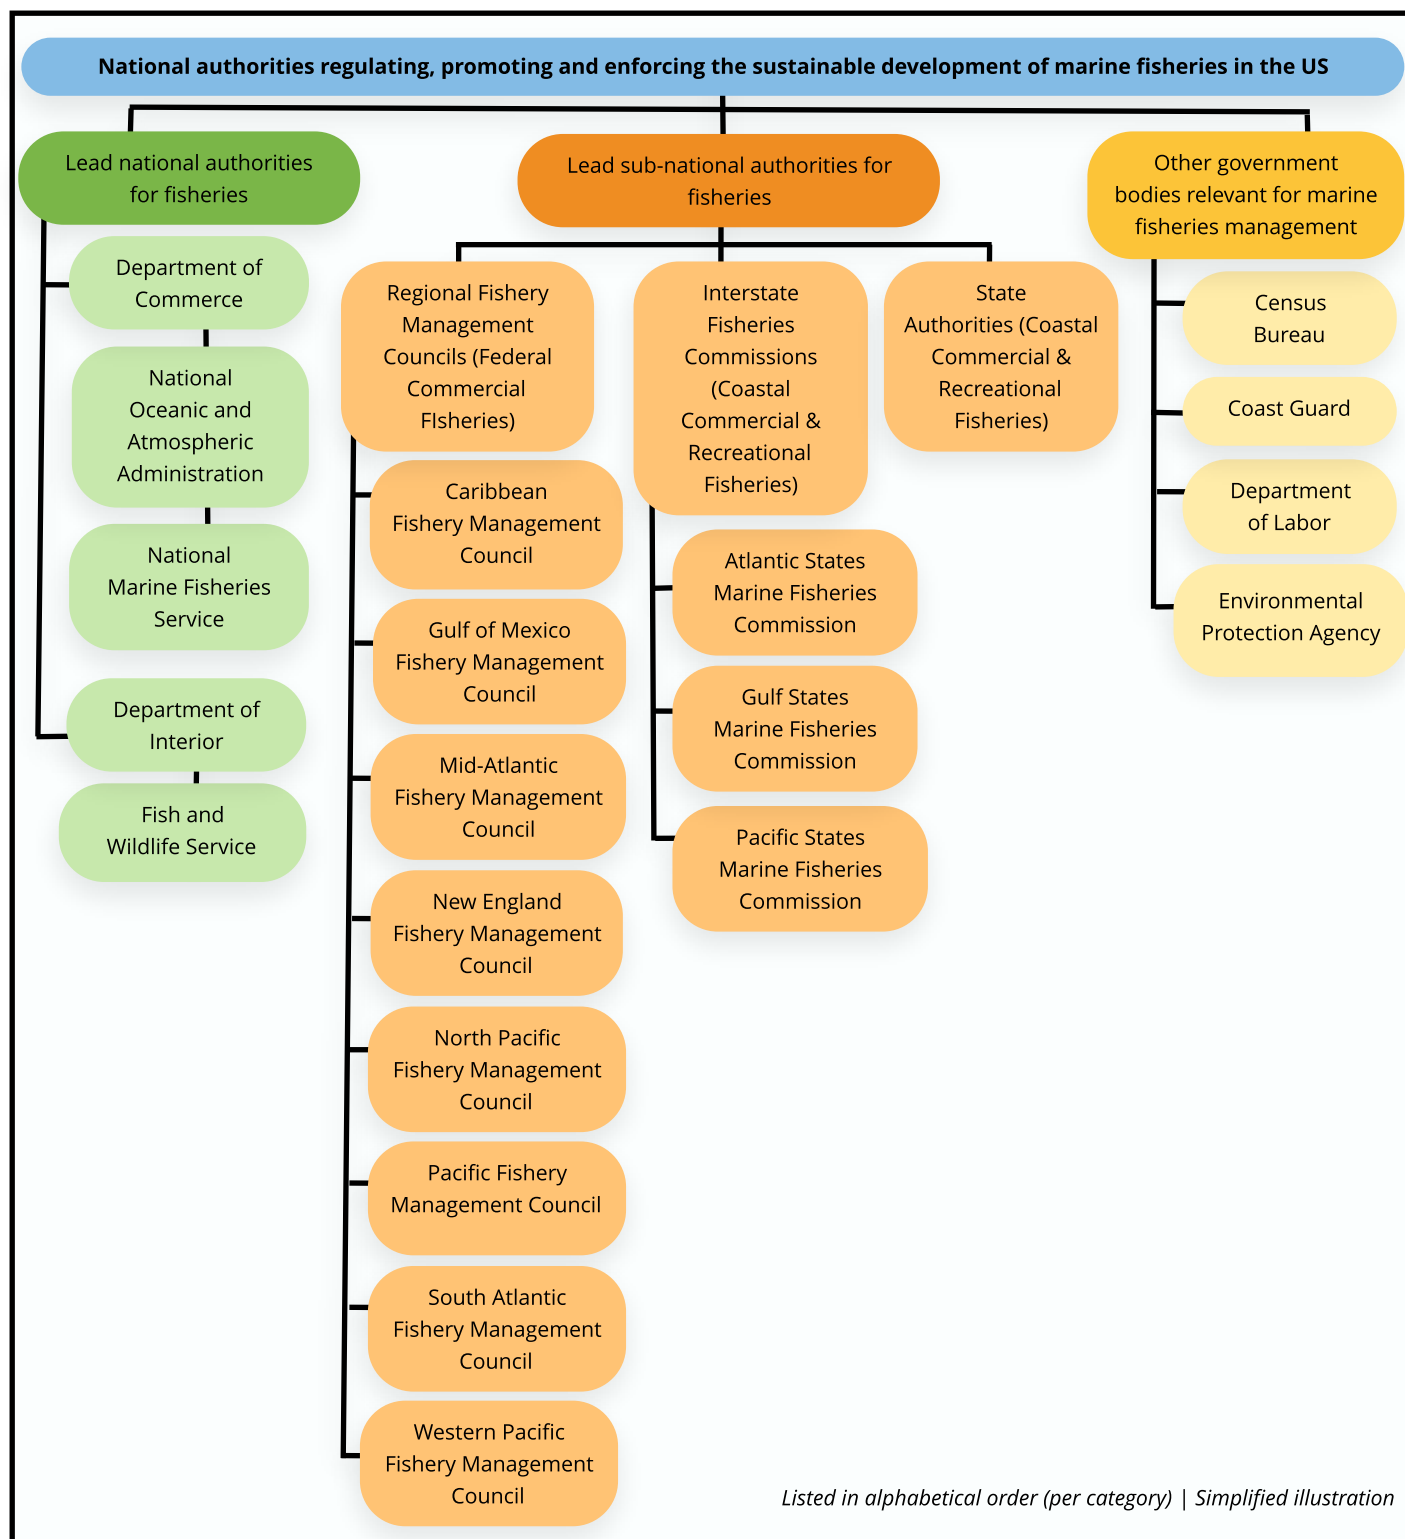 National authorities regulating, promoting and enforcing the sustainable development of marine fisheries in the US
Lead national authorities
for fisheries
Department of
Commerce
National
Oceanic and
Atmospheric
Administration
National
Marine Fisheries
Service
Department of
Interior
Fish and
Wildlife Service
Lead sub-national authorities for
fisheries
Regional Fishery
Management
Councils (Federal
Commercial
FIsheries)
Caribbean
Fishery Management
Council
Gulf of Mexico
Fishery Management
Council
Mid-Atlantic
Fishery Management
Council
New England
Fishery Management
Council
North Pacific
Fishery Management
Council
Pacific Fishery
Management Council
South Atlantic
Fishery Management
Council
Western Pacific
Fishery Management
Council
Interstate
Fisheries
Commissions
(Coastal
Commercial &
Recreational
Fisheries)
Atlantic States
Marine Fisheries
Commission
Gulf States
Marine Fisheries
Commission
Pacific States
Marine Fisheries
Commission
State
Authorities (Coastal
Commercial &
Recreational
Fisheries)
Other government
bodies relevant for marine
fisheries management
Census
Bureau
Coast Guard
Department
of Labor
Environmental
Protection Agency
Listed in alphabetical order (per category) | Simplified illustration